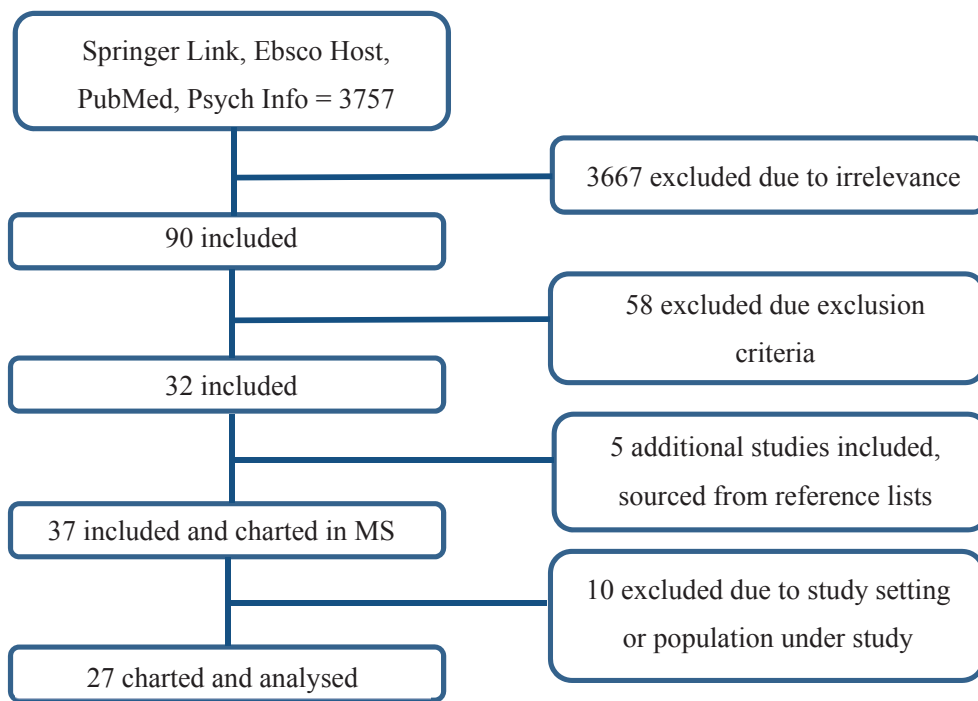 Springer Link, Ebsco Host,
PubMed, Psych Info = 3757
3667 excluded due to irrelevance
90 included
58 excluded due exclusion
criteria
32 included
5 additional studies included,
sourced from reference lists
37 included and charted in MS
10 excluded due to study setting
or population under study
27 charted and analysed